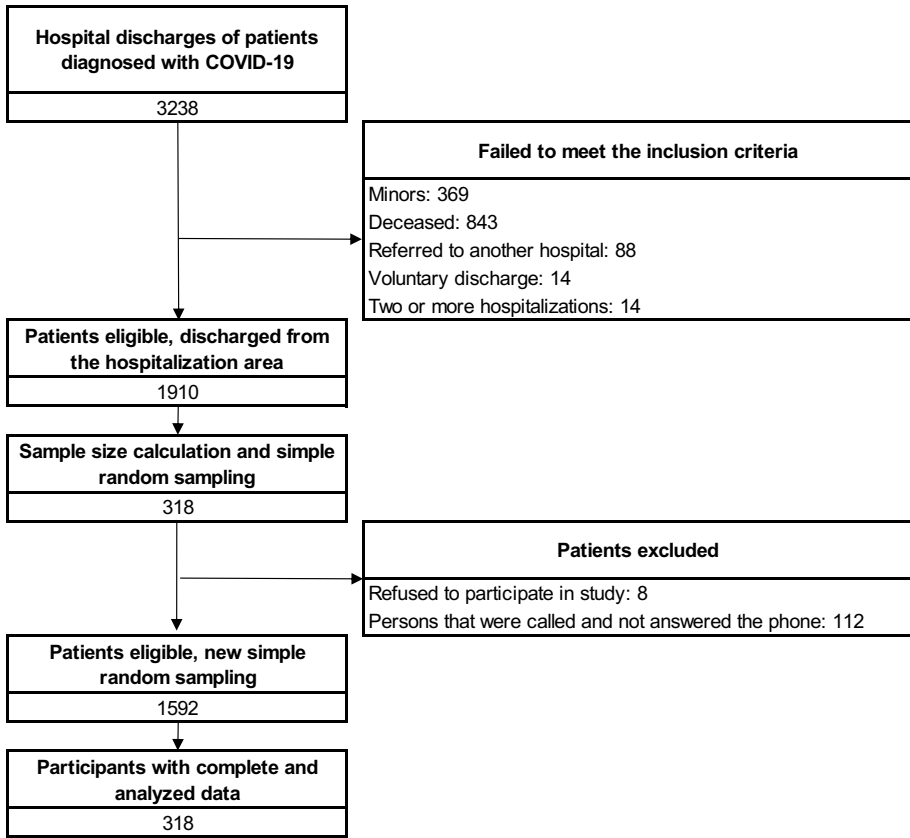 Hospital discharges of patients
diagnosed with COVID-19
3238
Failed to meet the inclusion criteria
Minors: 369
Deceased: 843
Referred to another hospital: 88
Voluntary discharge: 14
Two or more hospitalizations: 14
Patients eligible, discharged from
the hospitalization area
1910
Sample size calculation and simple
random sampling
318
Patients excluded
Refused to participate in study: 8
Persons that were called and not answered the phone: 112
Patients eligible, new simple
random sampling
1592
Participants with complete and
analyzed data
318